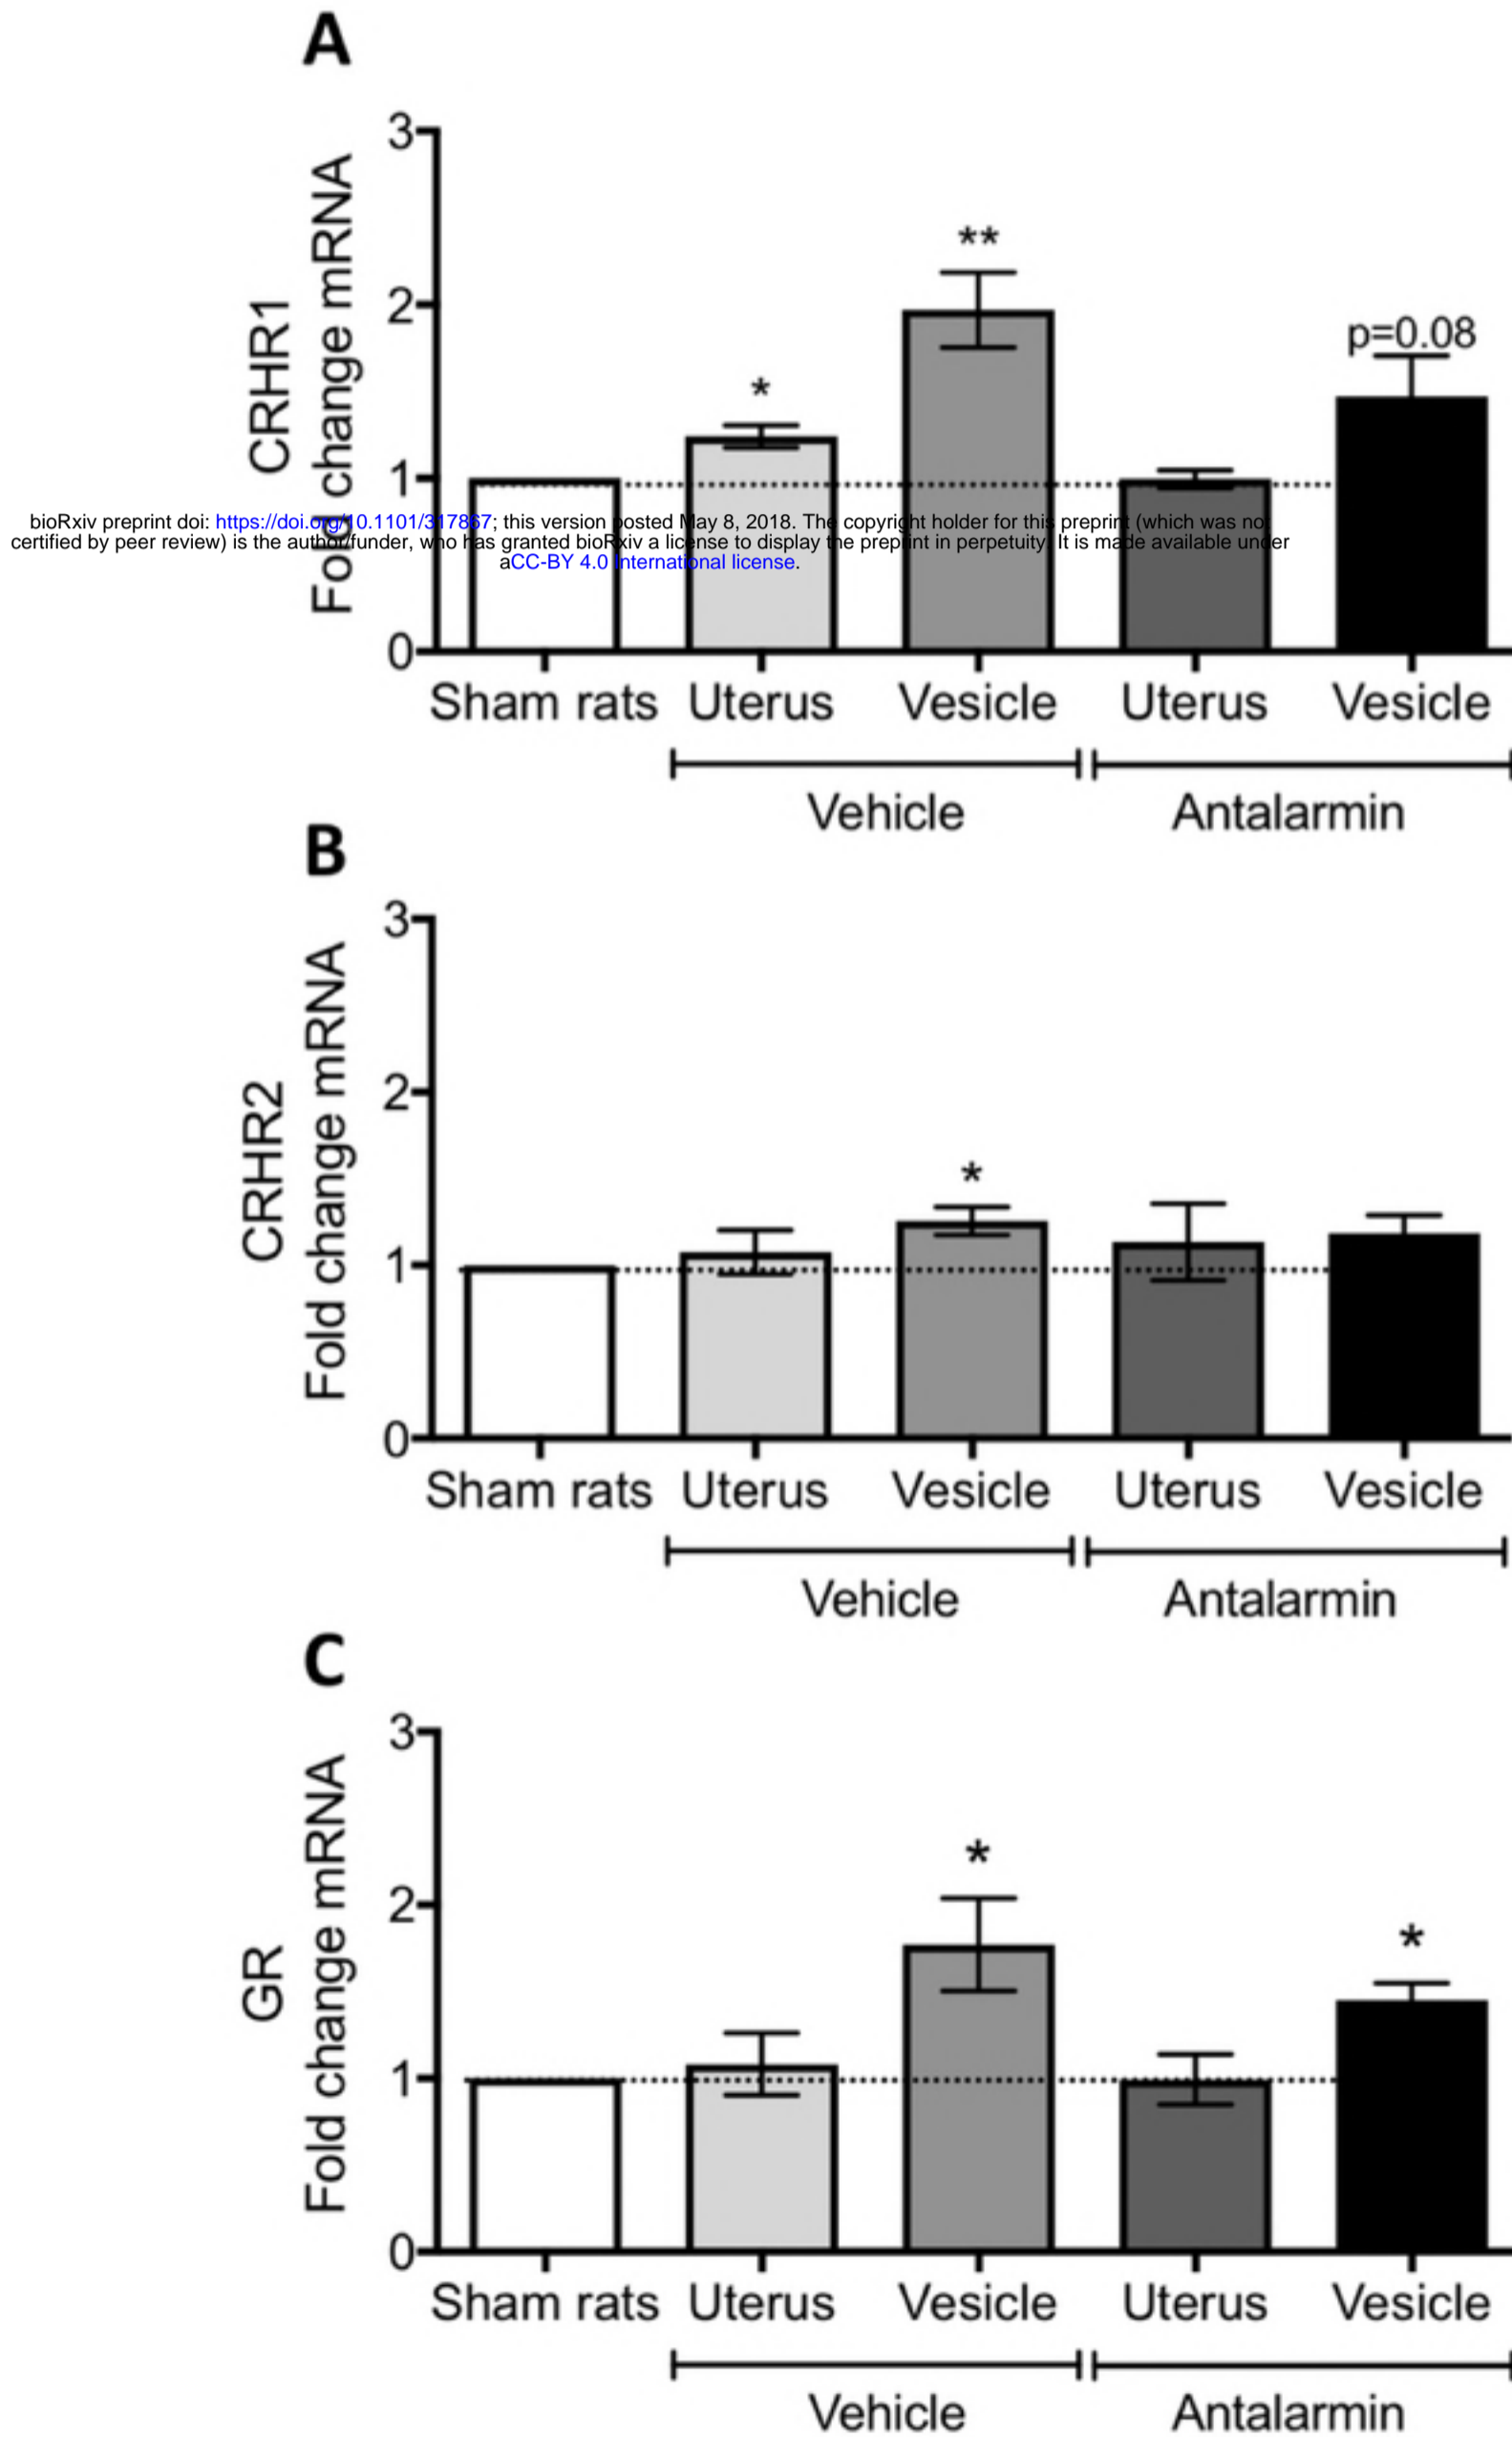 A
3
2
1
0
CRHR1
Fold change mRNA
*
**
p=0.08
bioRxiv preprint doi: https://doi.org/10.1101/317867; this version posted May 8, 2018. The copyright holder for this preprint (which was not
certified by peer review) is the author/funder, who has granted bioRxiv a license to display the preprint in perpetuity. It is made available under
aCC-BY 4.0 International license.
Sham rats Uterus Vesicle Uterus Vesicle
Vehicle Antalarmin
B
3
2
1
0
CRHR2
Fold change mRNA
*
Sham rats Uterus Vesicle Uterus Vesicle
Vehicle Antalarmin
C
3
2
1
0
GR
Fold change mRNA
*
*
Sham rats Uterus Vesicle Uterus Vesicle
Vehicle Antalarmin